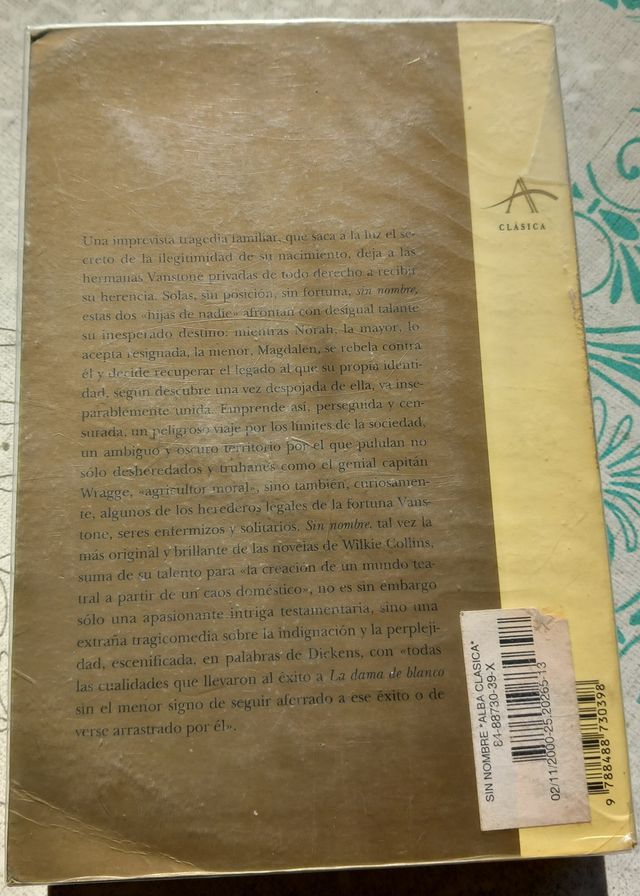 Una imprevista tragedia familiar, que saca a la luz el se-
creto de la ilegitimidad de su nacimiento, deja a las
hermanas Vanstone privadas de todo derecho a recibir
su herencia. Solas, sin posición, sin fortuna, sin nombre,
estas dos «hijas de nadie» afrontan con desigual talante
su inesperado destino: mientras Norah, la mayor, lo
acepta resignada, la menor, Magdalen, se rebela contra
él y decide recuperar el legado al que su propia identi-
dad, según descubre una vez despojada de ella, va inse-
parablemente unida. Emprende así, perseguida y cen-
surada, un peligroso viaje por los límites de la sociedad,
un ambiguo y oscuro territorio por el que pululan no
sólo desheredados y truhanes como el genial capitán
Wragge, «agricultor moral», sino también, curiosamen-
te, algunos de los herederos legales de la fortuna Vans-
tone, seres enfermizos y solitarios. Sin nombre, tal vez la
más original y brillante de las novelas de Wilkie Collins,
suma de su talento para «la creación de un mundo tea-
tral a partir de un caos doméstico», no es sin embargo
sólo una apasionante intriga testamentaria, sino una
extraña tragicomedia sobre la indignación y la perpleji-
dad, escenificada, en palabras de Dickens, con «todas
las cualidades que llevaron al éxito a La dama de blanco
sin el menor signo de seguir aferrado a ese éxito o de
verse arrastrado por él».
A
CLÁSICA
SIN NOMBRE *ALBA CLASICA*
84-88730-39-X
02/11/2000-25.20265-13
9 788488 730398